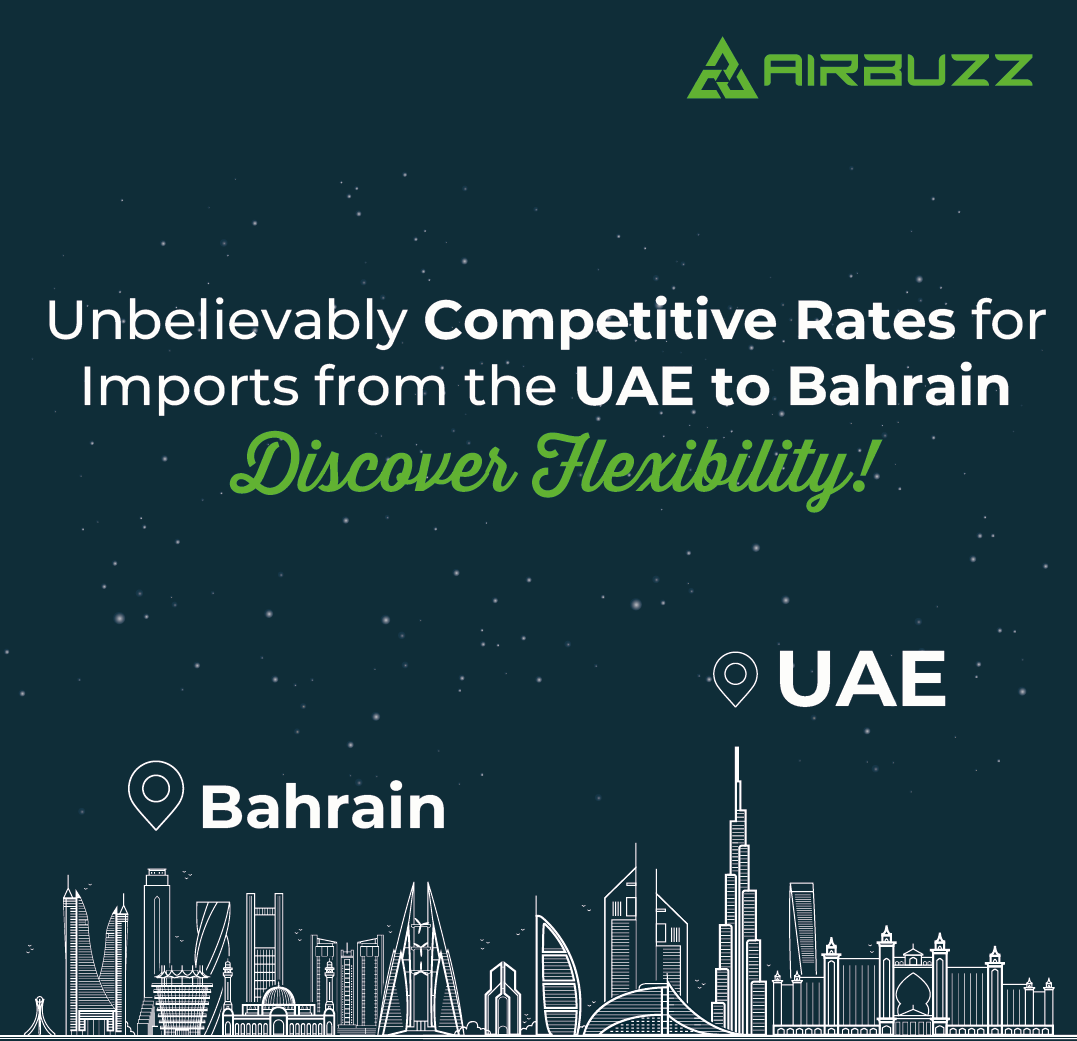 AIRBUZZ
Unbelievably Competitive Rates for
Imports from the UAE to Bahrain
Discover Flexibility!
UAE
Bahrain